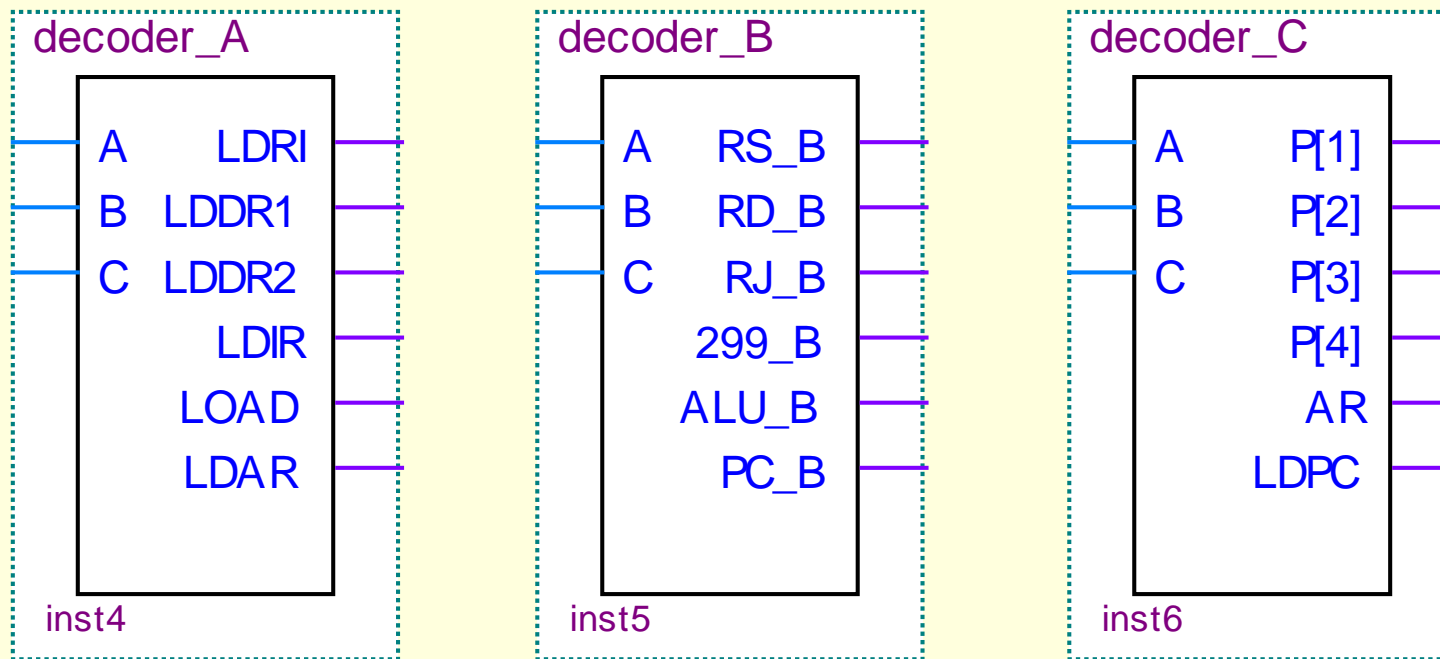 decoder_A
A LDRI
B LDDR1
C LDDR2
LDIR
LOAD
LDAR
inst4
decoder_B
A RS_B
B RD_B
C RJ_B
299_B
ALU_B
PC_B
inst5
decoder_C
A P[1]
B P[2]
C P[3]
P[4]
AR
LDPC
inst6